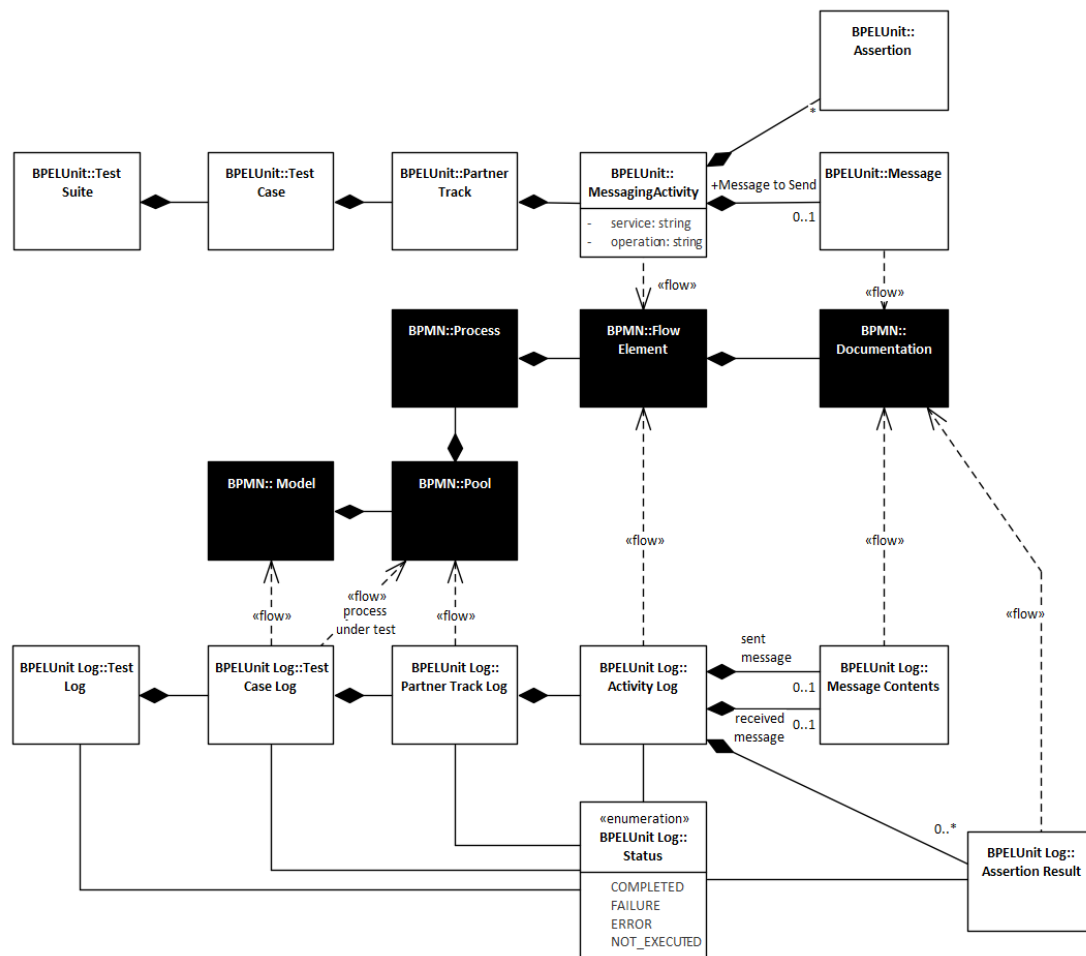 BPELUnit::
Assertion
*
BPELUnit::Test
Suite
BPELUnit::Test
Case
BPELUnit::Partner
Track
BPELUnit::
MessagingActivity
- service: string
- operation: string
+Message to Send
0..1
BPELUnit::Message
«flow»
«flow»
BPMN::Process
BPMN::Flow
Element
BPMN::
Documentation
BPMN:: Model
BPMN::Pool
«flow»
«flow»
«flow»
«flow»
process
under test
«flow»
«flow»
BPELUnit Log::Test
Log
BPELUnit Log::Test
Case Log
BPELUnit Log::
Partner Track Log
BPELUnit Log::
Activity Log
sent
message
0..1
received
message
0..1
BPELUnit Log::
Message Contents
«enumeration»
BPELUnit Log::
Status
COMPLETED
FAILURE
ERROR
NOT_EXECUTED
0..*
BPELUnit Log::
Assertion Result